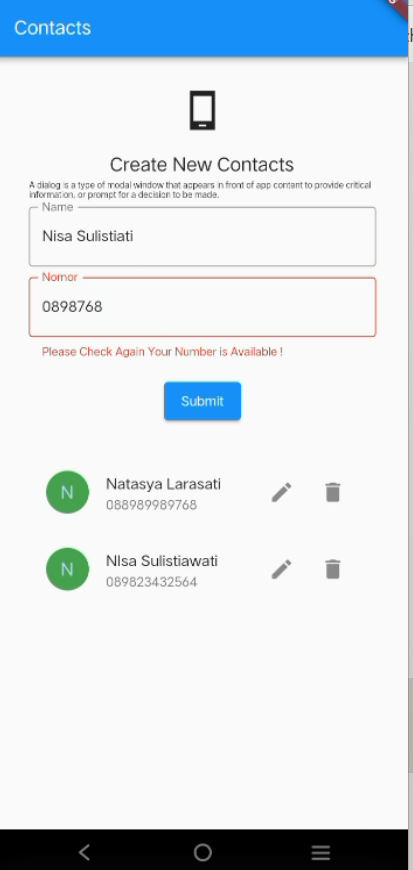 Contacts
Create New Contacts
A dialog is a type of modal window that appears in front of app content to provide critical
information, or prompt for a decision to be made.
Name
Nisa Sulistiati
Nomor
0898768
Please Check Again Your Number is Available !
Submit
N
Natasya Larasati
088989989768
N
NIsa Sulistiawati
089823432564